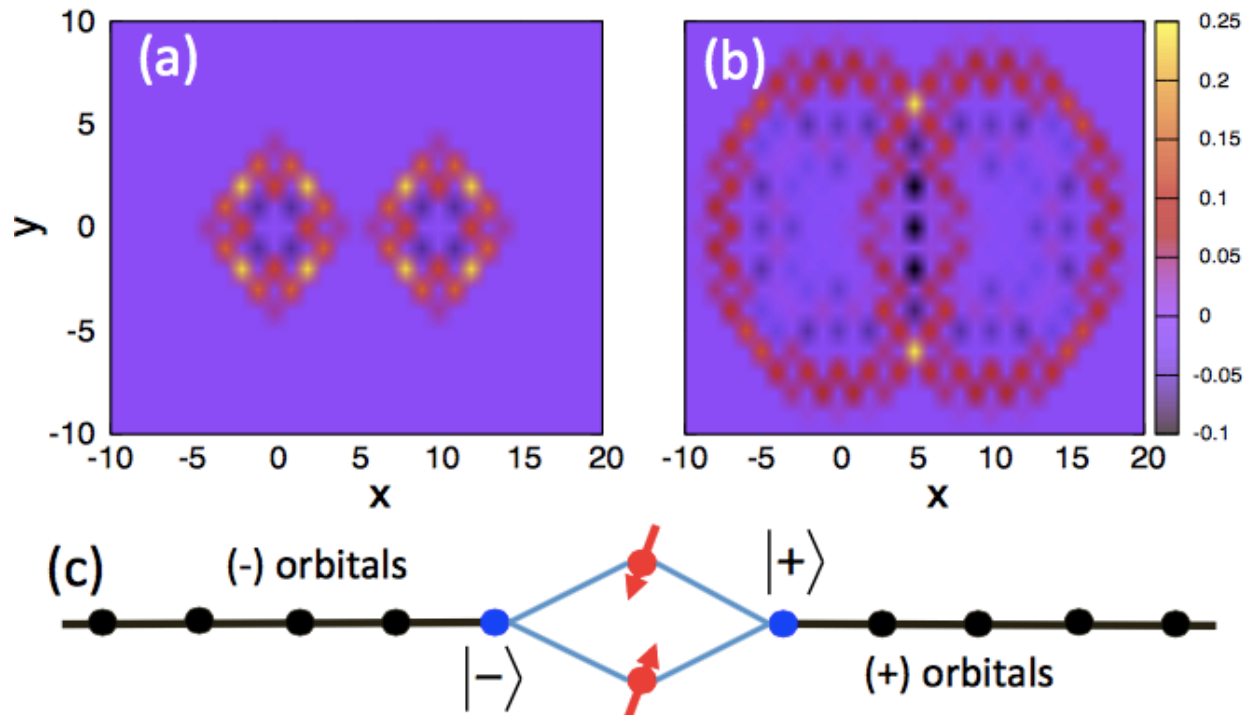 (a) (b)
10 0.25
0.2
5 0.15
y 0 0.1
0.05
-5 0
-0.05
-10 -0.1
-10 -5 0 5 10 15 20 -10 -5 0 5 10 15 20
x x
(c) (-) orbitals |+⟩
|−⟩ (+) orbitals